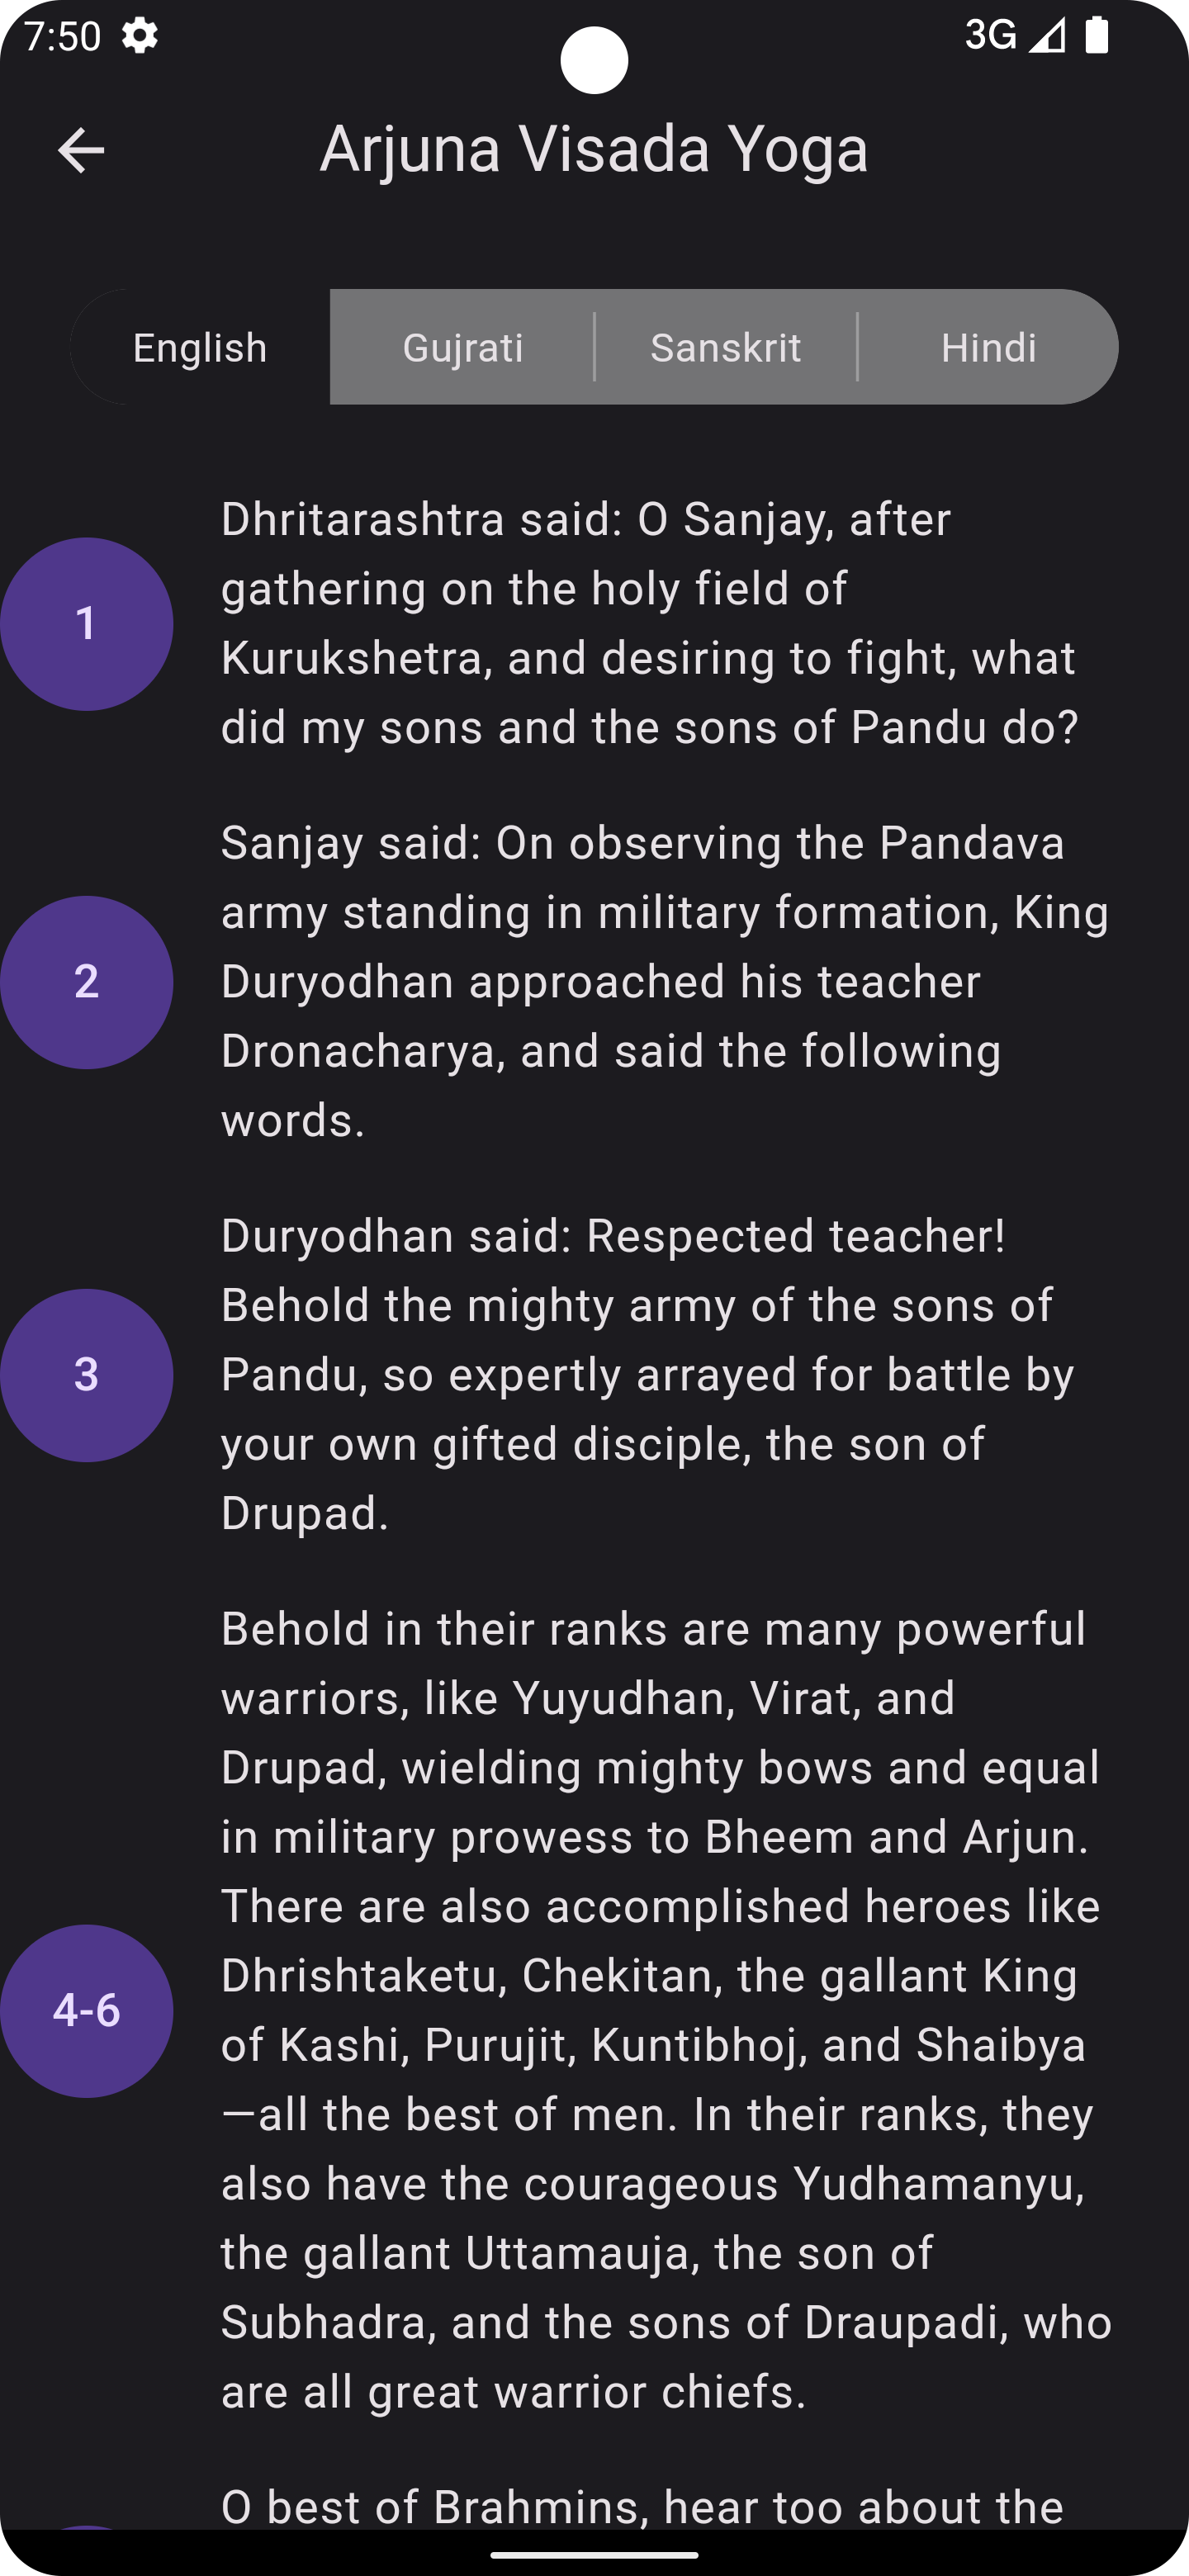 7:50
3G
Arjuna Visada Yoga
English
Gujrati
Sanskrit
Hindi
1
Dhritarashtra said: O Sanjay, after
gathering on the holy field of
Kurukshetra, and desiring to fight, what
did my sons and the sons of Pandu do?
2
Sanjay said: On observing the Pandava
army standing in military formation, King
Duryodhan approached his teacher
Dronacharya, and said the following
words.
3
Duryodhan said: Respected teacher!
Behold the mighty army of the sons of
Pandu, so expertly arrayed for battle by
your own gifted disciple, the son of
Drupad.
4-6
Behold in their ranks are many powerful
warriors, like Yuyudhan, Virat, and
Drupad, wielding mighty bows and equal
in military prowess to Bheem and Arjun.
There are also accomplished heroes like
Dhrishtaketu, Chekitan, the gallant King
of Kashi, Purujit, Kuntibhoj, and Shaibya
—all the best of men. In their ranks, they
also have the courageous Yudhamanyu,
the gallant Uttamauja, the son of
Subhadra, and the sons of Draupadi, who
are all great warrior chiefs.
O best of Brahmins, hear too about the